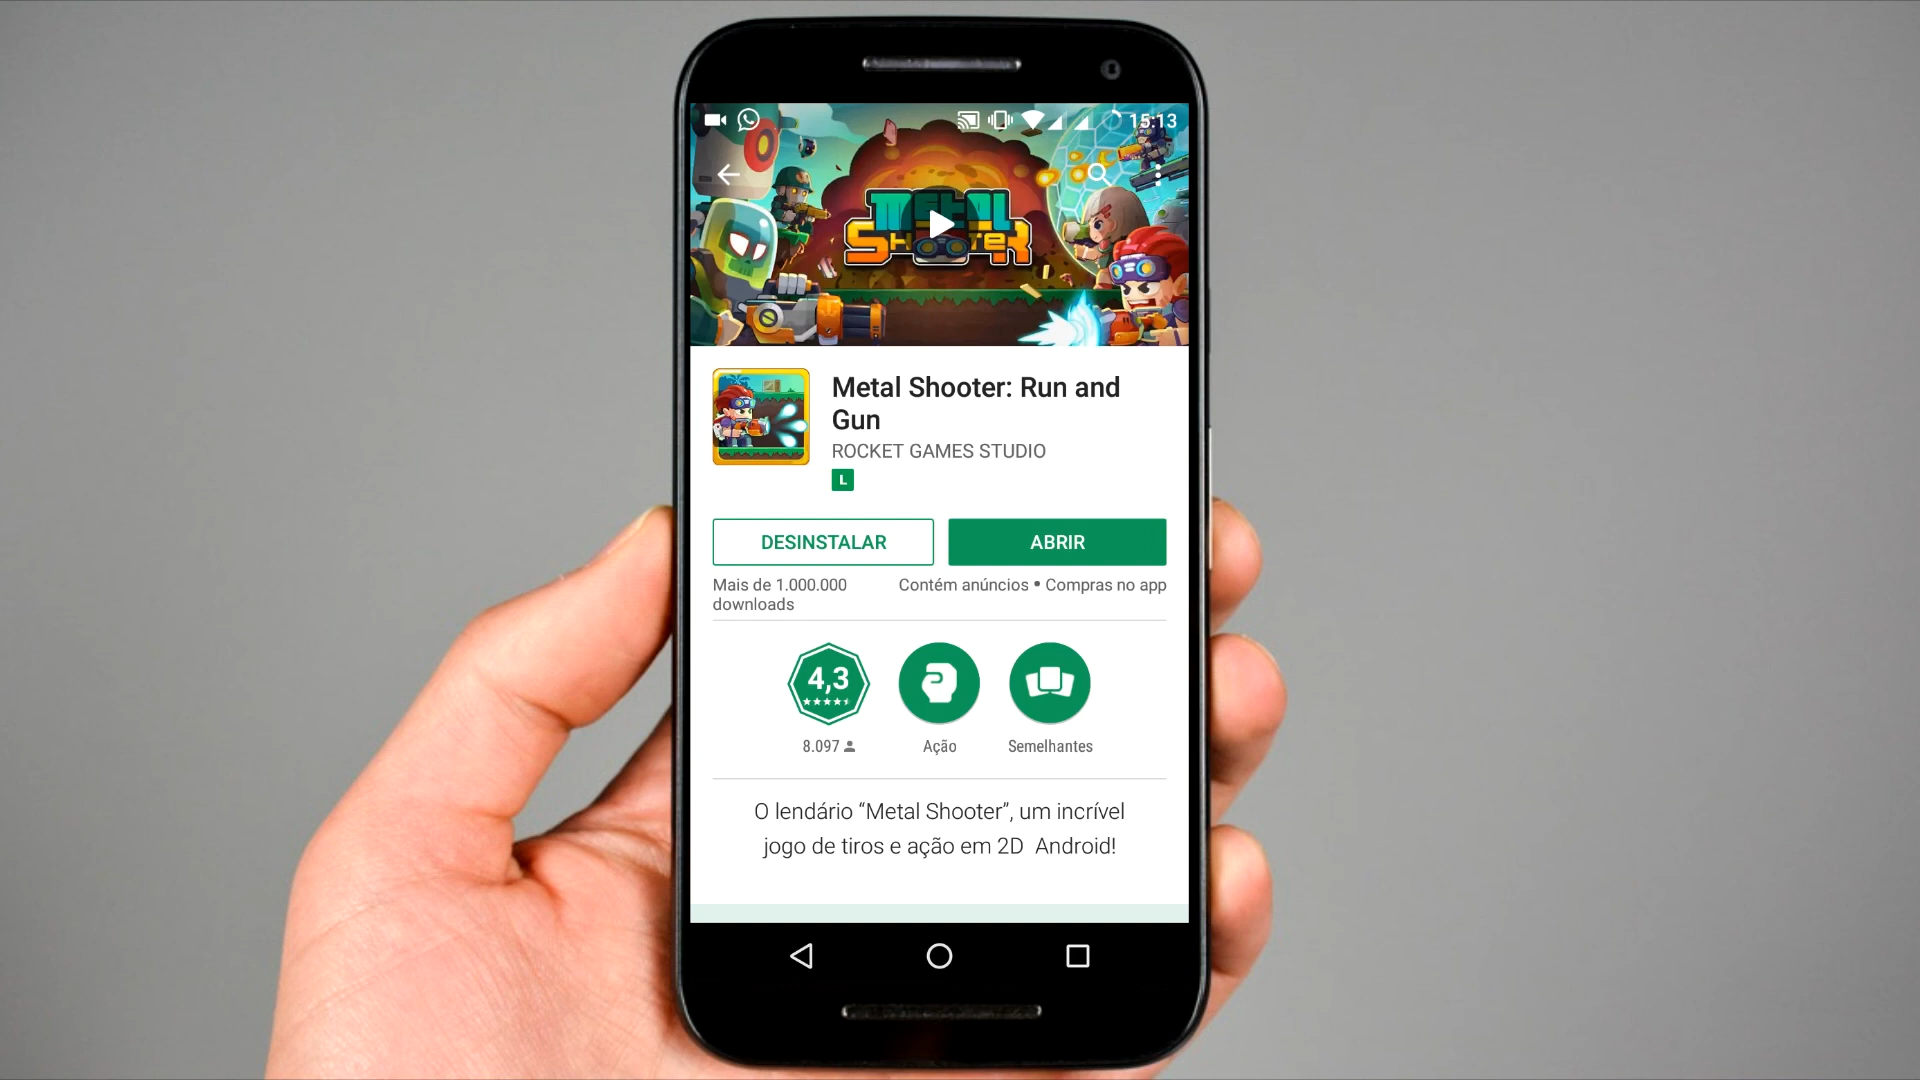 15:13
METAL
SHOOTER
Metal Shooter: Run and
Gun
ROCKET GAMES STUDIO
L
DESINSTALAR
ABRIR
Mais de 1.000.000
downloads
Contém anúncios • Compras no app
4,3
8.097
Ação
Semelhantes
O lendário “Metal Shooter”, um incrível
jogo de tiros e ação em 2D Android!